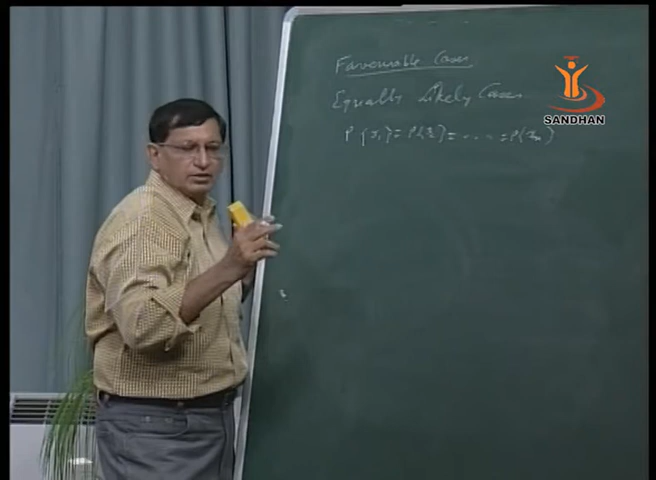 Favourable Cases
Equally Likely Cases
P(x₁) = P(x₂) = .... = P(xₙ)
SANDHAN